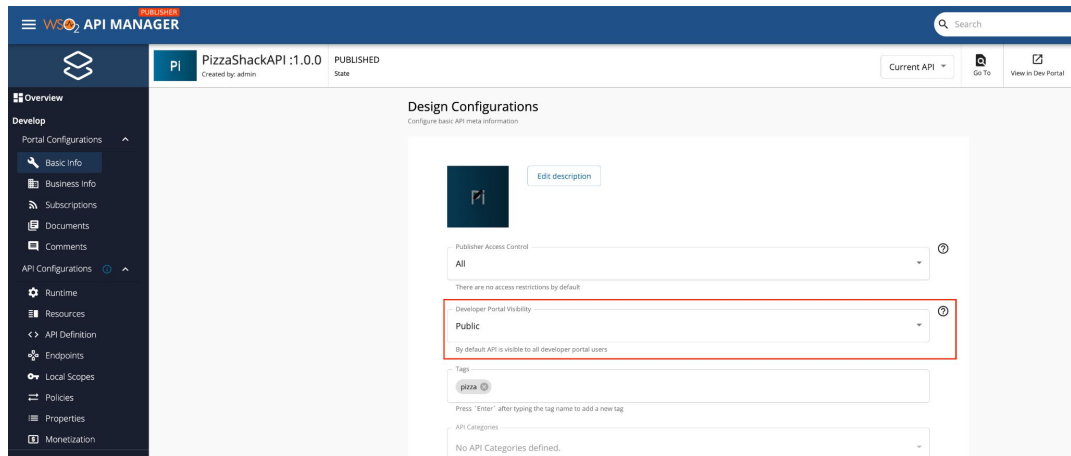 PUBLISHER
WSO2 API MANAGER
Search
Pi
PizzaShackAPI :1.0.0
Created by: admin
PUBLISHED
State
Current API
Go To
View in Dev Portal
Overview
Develop
Portal Configurations
Basic Info
Business Info
Subscriptions
Documents
Comments
API Configurations
Runtime
Resources
API Definition
Endpoints
Local Scopes
Policies
Properties
Monetization
Design Configurations
Configure basic API meta information
Pi
Edit description
Publisher Access Control
All
There are no access restrictions by default
Developer Portal Visibility
Public
By default API is visible to all developer portal users
Tags
pizza
Press `Enter` after typing the tag name to add a new tag
API Categories
No API Categories defined.